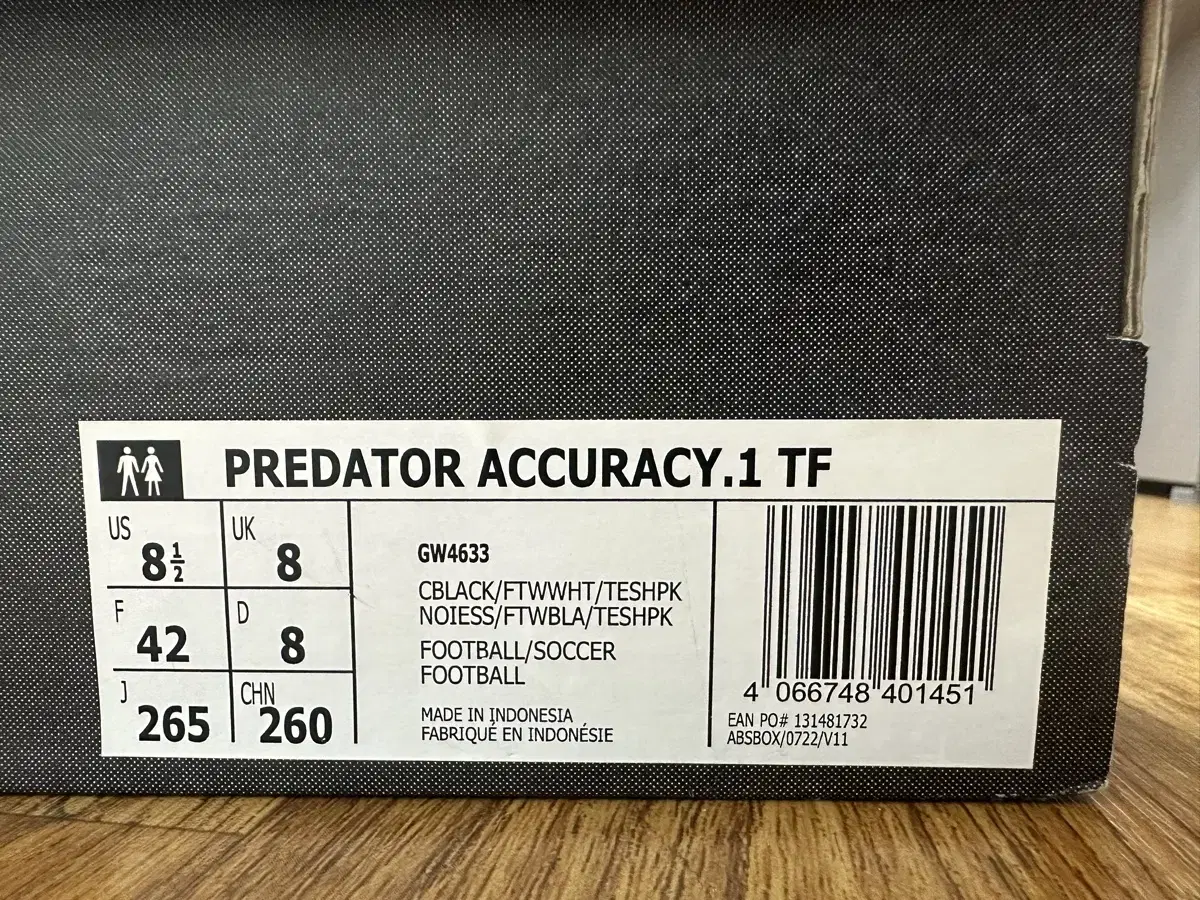 PREDATOR ACCURACY.1 TF
US 8½
UK 8
F 42
D 8
J 265
CHN 260
GW4633
CBLACK/FTWWHT/TESHPK
NOIESS/FTWBLA/TESHPK
FOOTBALL/SOCCER
FOOTBALL
MADE IN INDONESIA
FABRIQUÉ EN INDONÉSIE
4 066748 401451
EAN PO# 131481732
ABSBOX/0722/V11